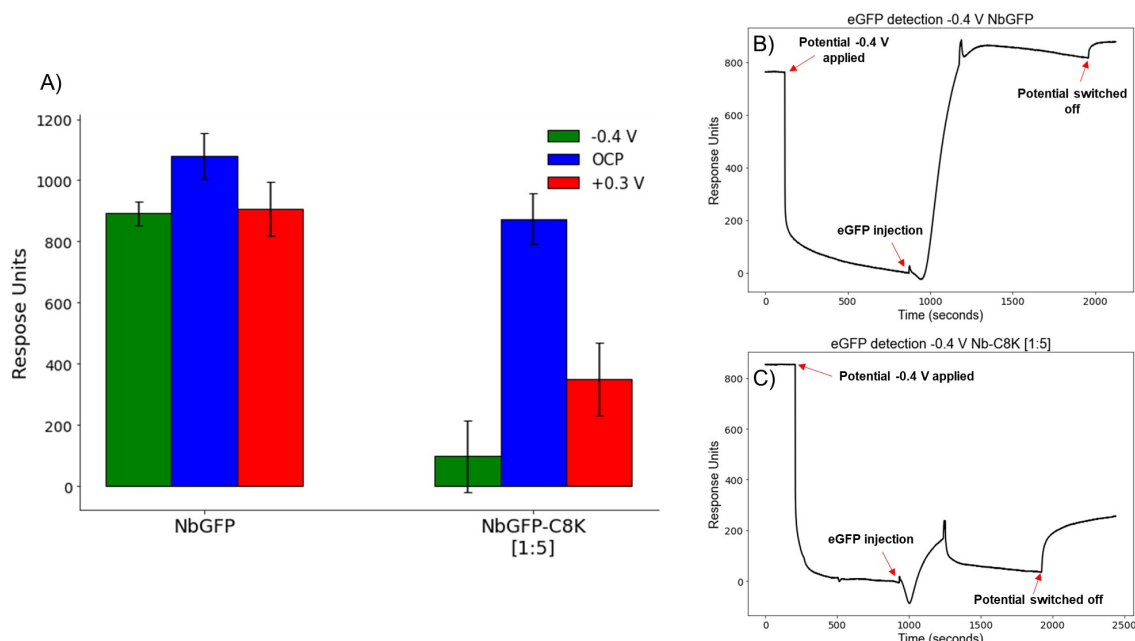 A)
Respose Units
1200
1000
800
600
400
200
0
-0.4 V
OCP
+0.3 V
NbGFP
NbGFP-C8K
[1:5]
eGFP detection -0.4 V NbGFP
B)
Potential -0.4 V
applied
Potential switched
off
eGFP injection
Response Units
800
600
400
200
0
0
500
1000
1500
2000
Time (seconds)
eGFP detection -0.4 V Nb-C8K [1:5]
C)
Potential -0.4 V applied
eGFP injection
Potential switched off
Response Units
800
600
400
200
0
0
500
1000
1500
2000
2500
Time (seconds)